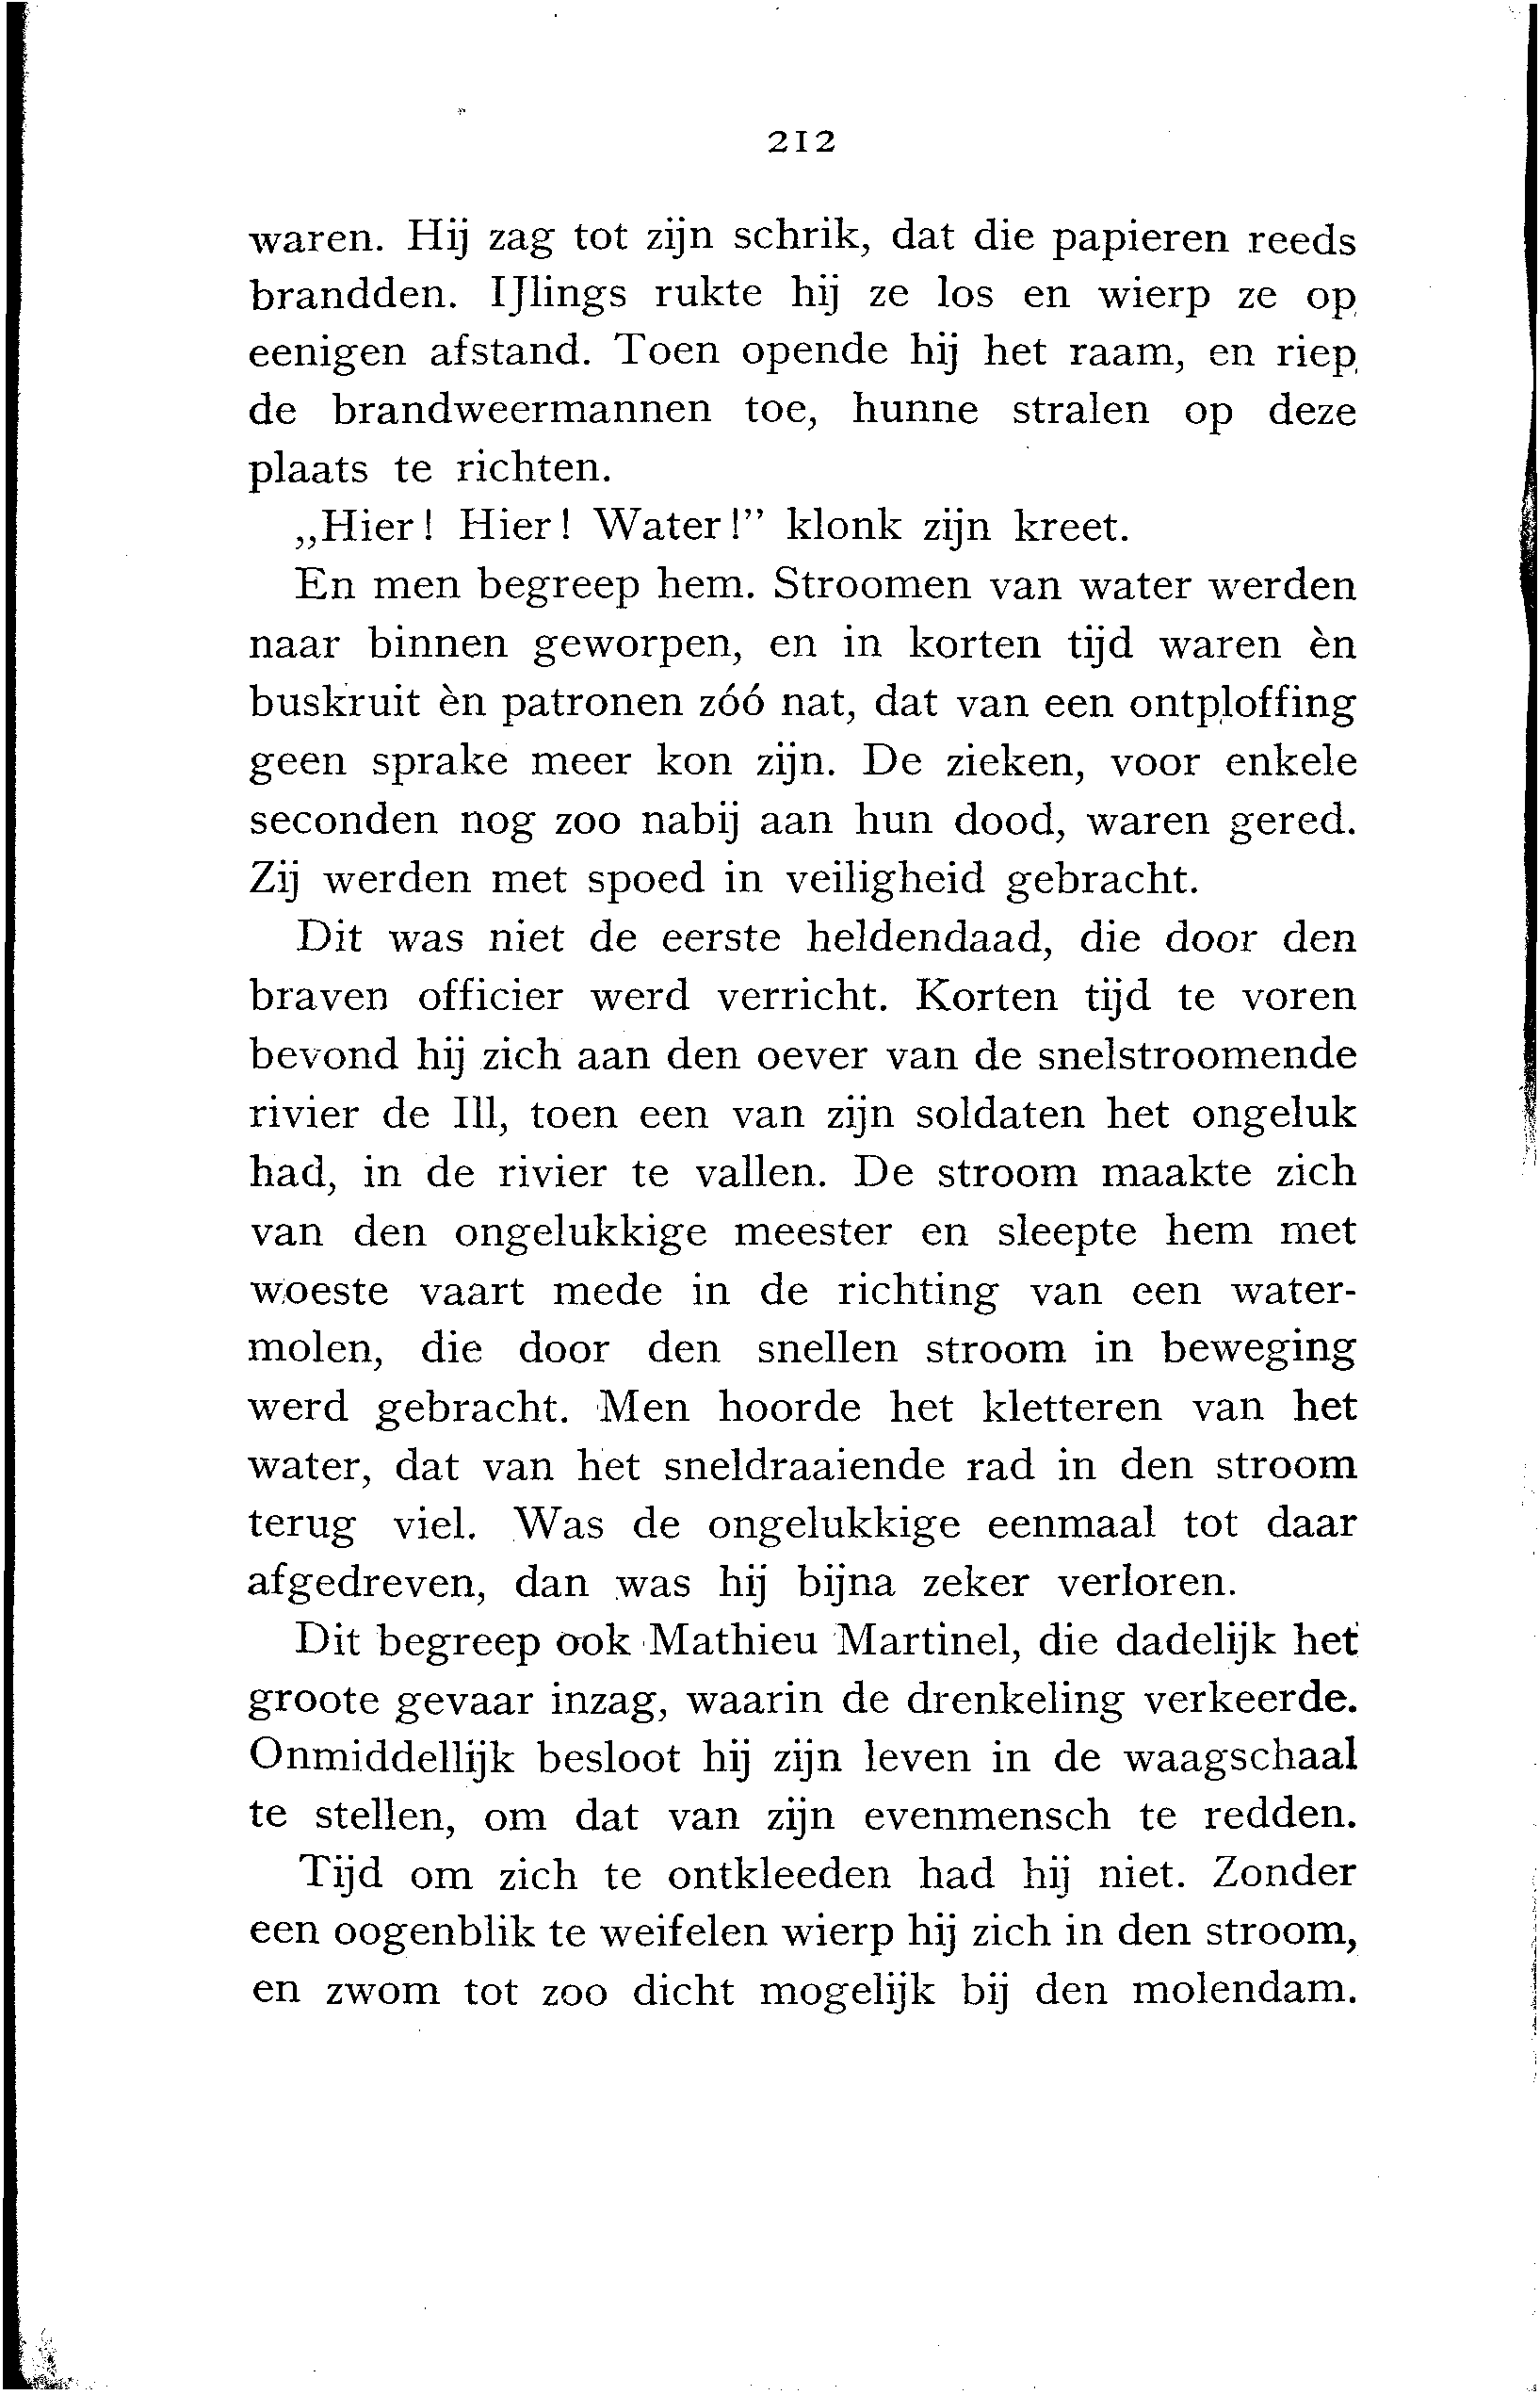 212
waren. Hij zag tot zijn schrik, dat die papieren reeds
brandden. IJlings rukte hij ze los en wierp ze op
eenigen afstand. Toen opende hij het raam, en riep
de brandweermannen toe, hunne stralen op deze
plaats te richten.
„Hier! Hier! Water!” klonk zijn kreet.
En men begreep hem. Stroomen van water werden
naar binnen geworpen, en in korten tijd waren èn
buskruit èn patronen zóó nat, dat van een ontploffing
geen sprake meer kon zijn. De zieken, voor enkele
seconden nog zoo nabij aan hun dood, waren gered.
Zij werden met spoed in veiligheid gebracht.
Dit was niet de eerste heldendaad, die door den
braven officier werd verricht. Korten tijd te voren
bevond hij zich aan den oever van de snelstroomende
rivier de Ill, toen een van zijn soldaten het ongeluk
had, in de rivier te vallen. De stroom maakte zich
van den ongelukkige meester en sleepte hem met
woeste vaart mede in de richting van een water-
molen, die door den snellen stroom in beweging
werd gebracht. Men hoorde het kletteren van het
water, dat van het sneldraaiende rad in den stroom
terug viel. Was de ongelukkige eenmaal tot daar
afgedreven, dan was hij bijna zeker verloren.
Dit begreep ook Mathieu Martinel, die dadelijk het
groote gevaar inzag, waarin de drenkeling verkeerde.
Onmiddellijk besloot hij zijn leven in de waagschaal
te stellen, om dat van zijn evenmensch te redden.
Tijd om zich te ontkleeden had hij niet. Zonder
een oogenblik te weifelen wierp hij zich in den stroom,
en zwom tot zoo dicht mogelijk bij den molendam.